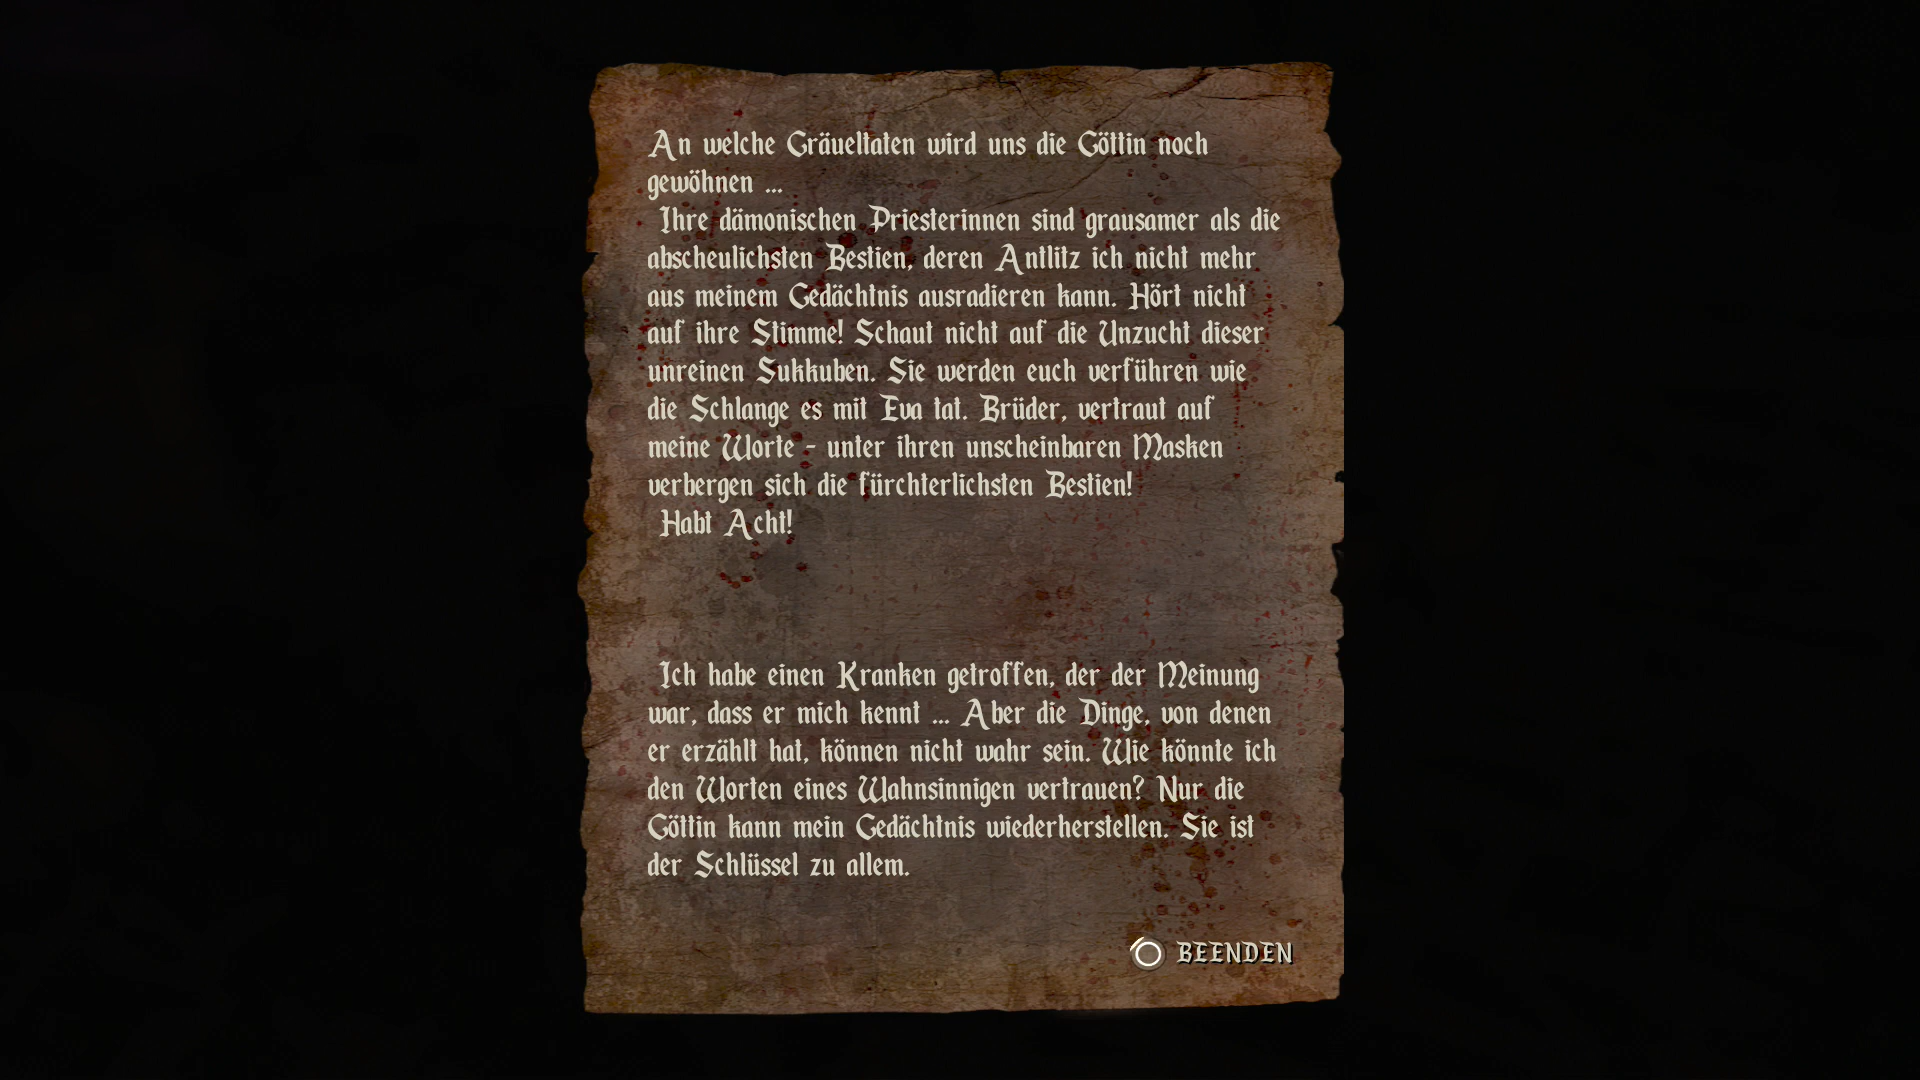 An welche Gräueltaten wird uns die Göttin noch
gewöhnen ...
Ihre dämonischen Priesterinnen sind grausamer als die
abscheulichsten Bestien, deren Antlitz ich nicht mehr
aus meinem Gedächtnis ausradieren kann. Hört nicht
auf ihre Stimme! Schaut nicht auf die Unzucht dieser
unreinen Sukkuben. Sie werden euch verführen wie
die Schlange es mit Eva tat. Brüder, vertraut auf
meine Worte - unter ihren unscheinbaren Masken
verbergen sich die fürchterlichsten Bestien!
Habt Acht!
Ich habe einen Kranken getroffen, der der Meinung
war, dass er mich kennt ... Aber die Dinge, von denen
er erzählt hat, können nicht wahr sein. Wie könnte ich
den Worten eines Wahnsinnigen vertrauen? Nur die
Göttin kann mein Gedächtnis wiederherstellen. Sie ist
der Schlüssel zu allem.
BEENDEN